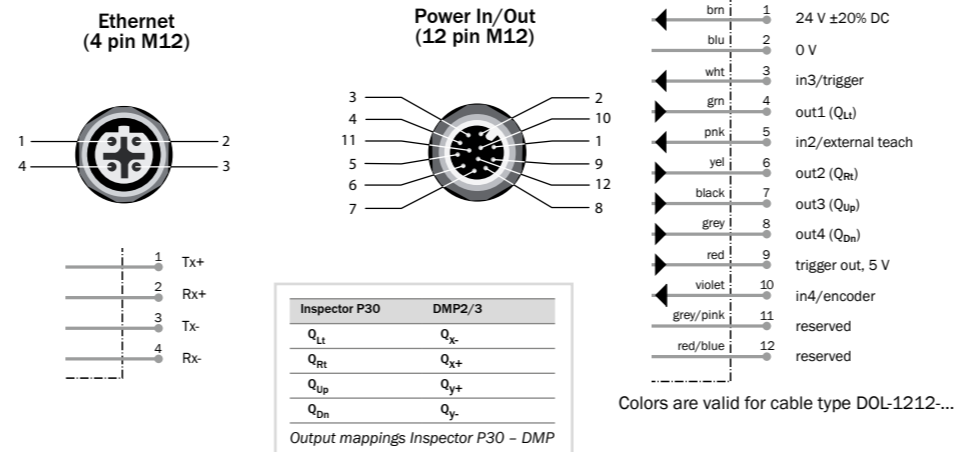 Ethernet
(4 pin M12)
1
2
4
3
1 Tx+
2 Rx+
3 Tx-
4 Rx-
Power In/Out
(12 pin M12)
3
2
4
10
11
1
5
9
6
12
7
8
Inspector P30 DMP2/3
QLt Qx-
QRt Qx+
QUp Qy+
QDn Qy-
Output mappings Inspector P30 – DMP
brn 1 24 V ±20% DC
blu 2 0 V
wht 3 in3/trigger
grn 4 out1 (QLt)
pnk 5 in2/external teach
yel 6 out2 (QRt)
black 7 out3 (QUp)
grey 8 out4 (QDn)
red 9 trigger out, 5 V
violet 10 in4/encoder
grey/pink 11 reserved
red/blue 12 reserved
Colors are valid for cable type DOL-1212-...